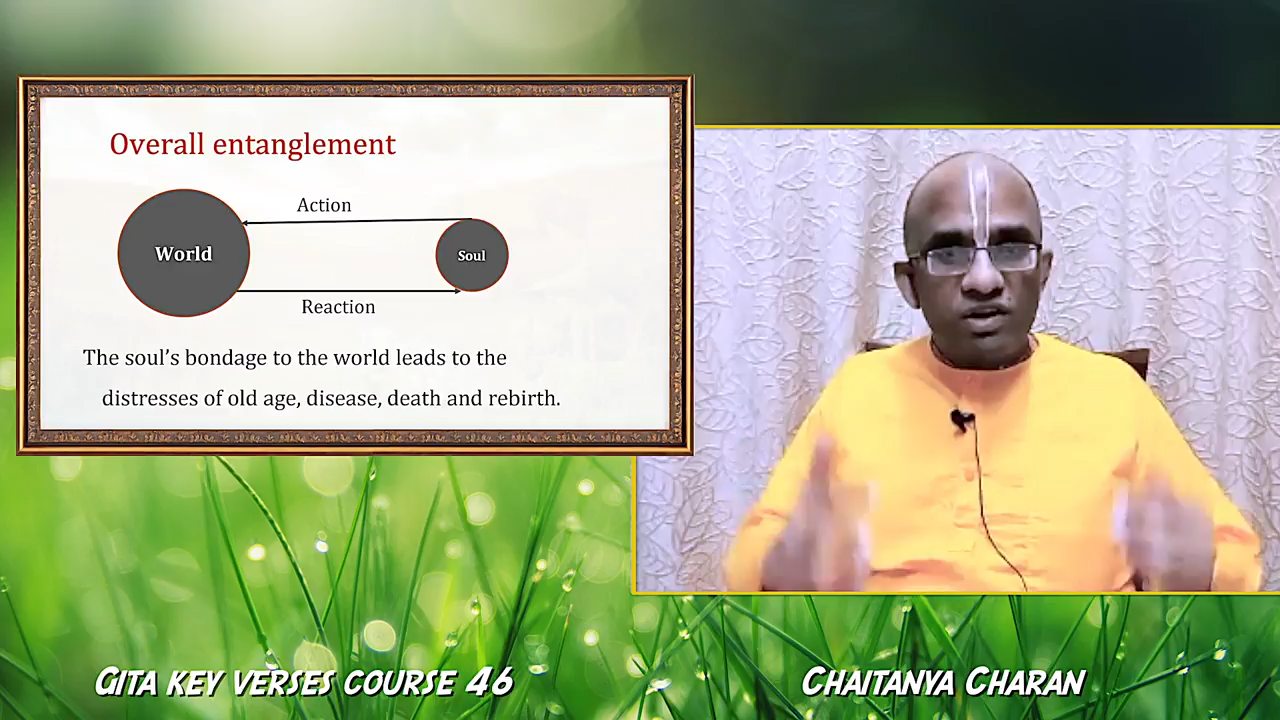 Overall entanglement
Action
World
Soul
Reaction
The soul’s bondage to the world leads to the
distresses of old age, disease, death and rebirth.
Gita key verses course 46
Chaitanya Charan